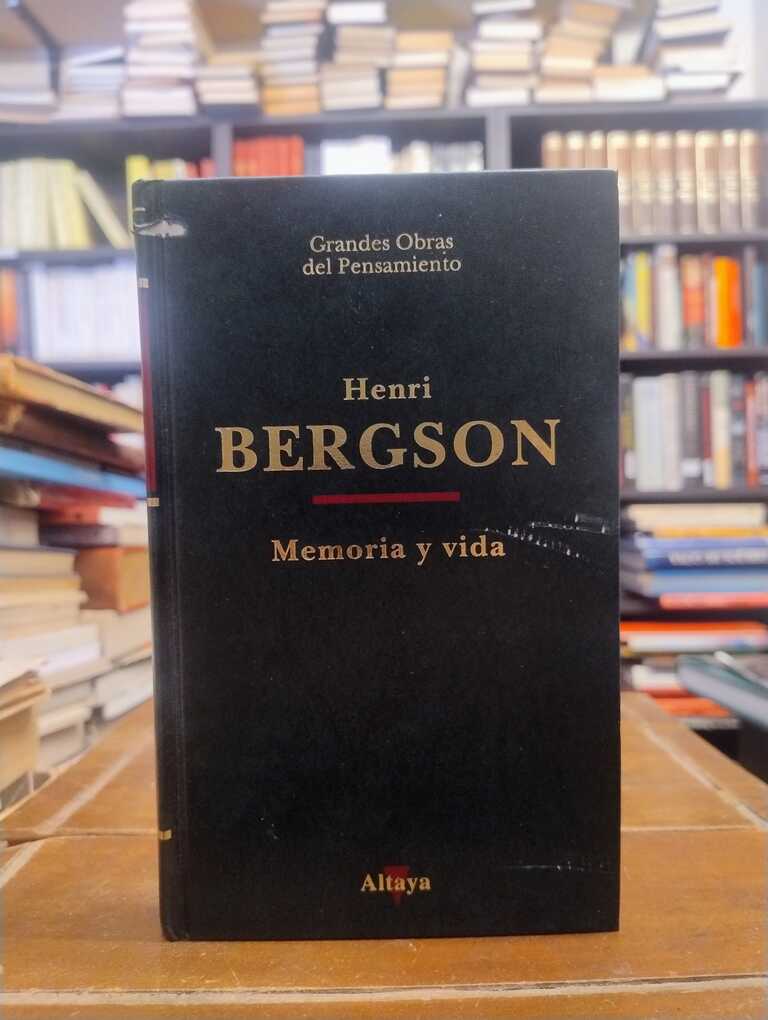 Grandes Obras
del Pensamiento
Henri
BERGSON
Memoria y vida
Altaya